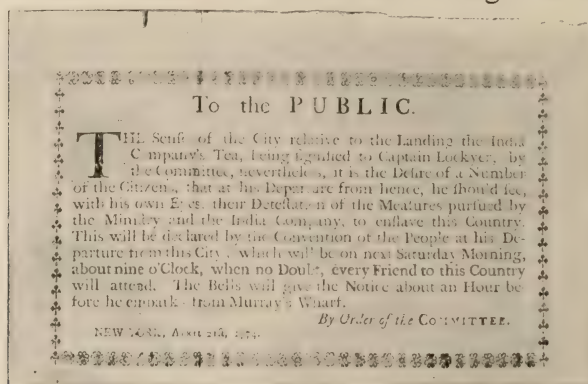 To the PUBLIC.
THE Sense of the City relative to the Landing the India
Company's Tea, being signified to Captain Lockyer, by
the Committee, nevertheless, it is the Desire of a Number
of the Citizens, that at his Departure from hence, he should see,
with his own Eyes, their Detestation of the Measures pursued by
the Ministry and the India Company, to enslave this Country.
This will be declared by the Convention of the People at his De-
parture from this City, which will be on next Saturday Morning,
about nine o'Clock, when no Doubt, every Friend to this Country
will attend. The Bells will give the Notice about an Hour be
fore he embarks from Murray's Wharf.
By Order of the COMMITTEE.
NEW YORK, April 21st, 1774.